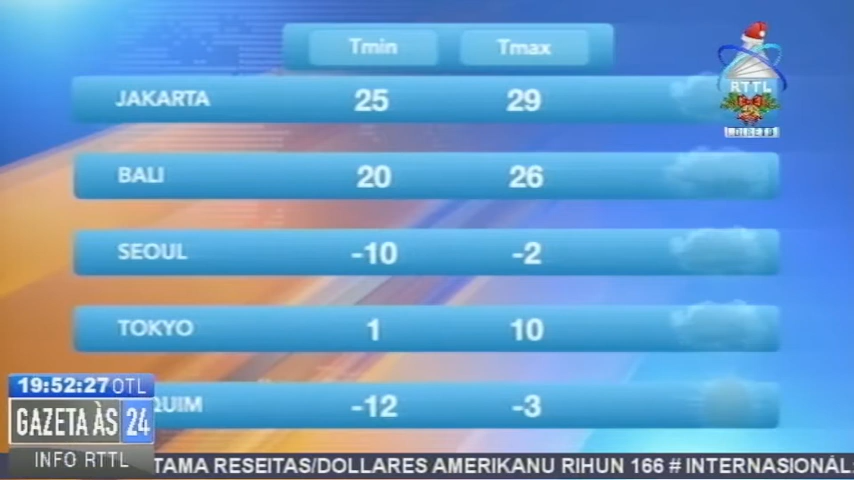 Tmin Tmax
JAKARTA 25 29
BALI 20 26
SEOUL -10 -2
TOKYO 1 10
QUIM -12 -3
RTTL
19:52:27 OTL
GAZETA ÀS 24
INFO RTTL
TAMA RESEITAS/DOLLARES AMERIKANU RIHUN 166 # INTERNASIONÁL